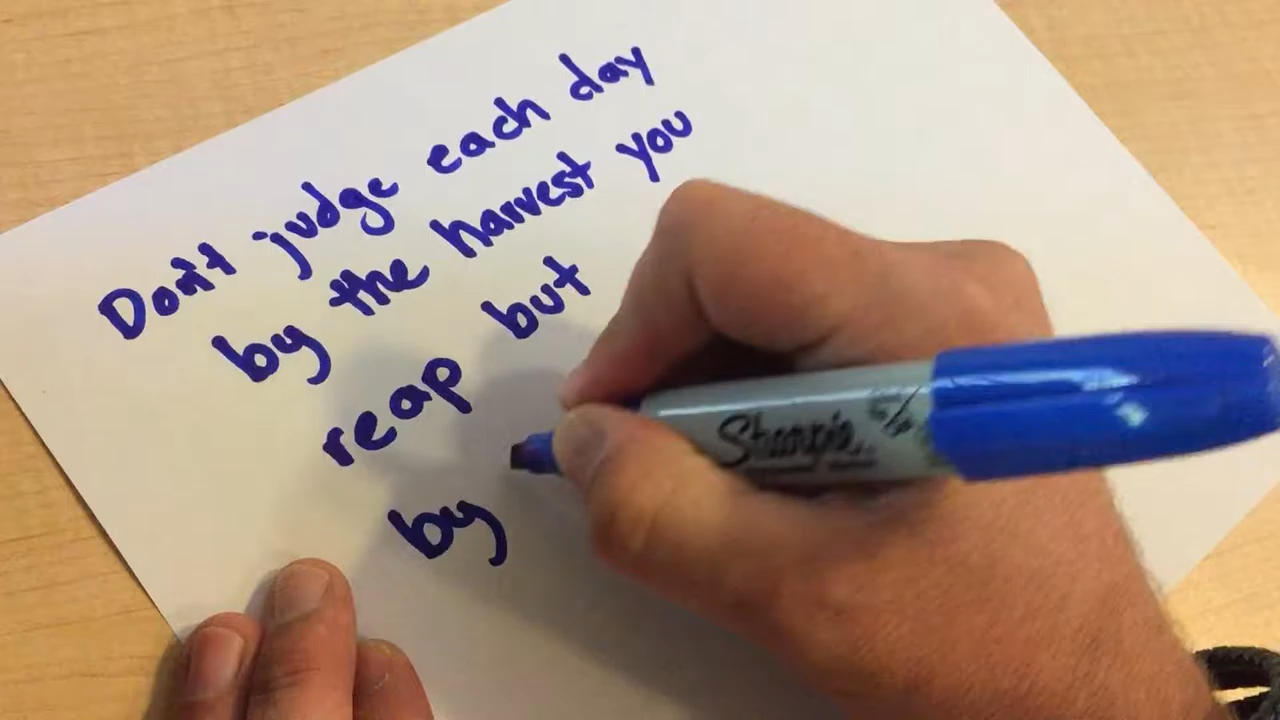 Don't judge each day
by the harvest you
reap but
by
Sharpie